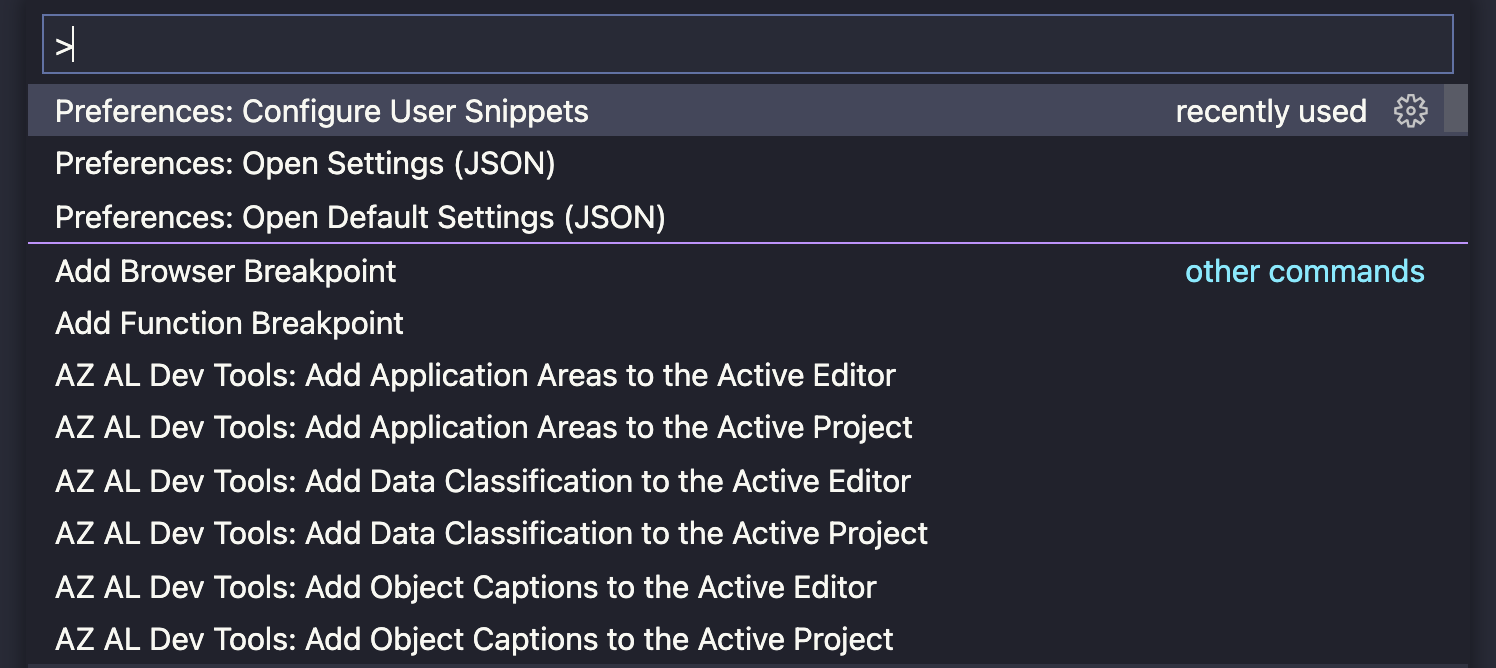 >
Preferences: Configure User Snippets recently used
Preferences: Open Settings (JSON)
Preferences: Open Default Settings (JSON)
Add Browser Breakpoint other commands
Add Function Breakpoint
AZ AL Dev Tools: Add Application Areas to the Active Editor
AZ AL Dev Tools: Add Application Areas to the Active Project
AZ AL Dev Tools: Add Data Classification to the Active Editor
AZ AL Dev Tools: Add Data Classification to the Active Project
AZ AL Dev Tools: Add Object Captions to the Active Editor
AZ AL Dev Tools: Add Object Captions to the Active Project